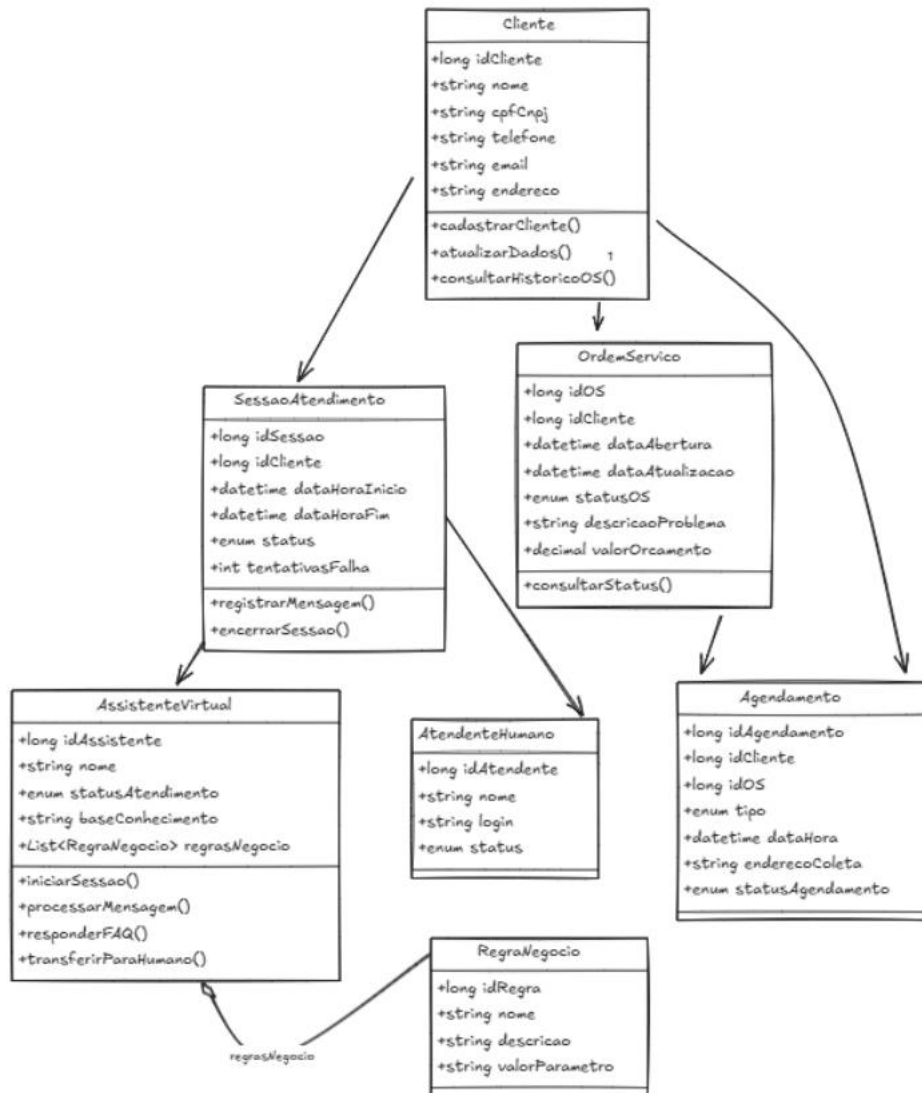 Cliente
+long idCliente
+string nome
+string cpfCnpj
+string telefone
+string email
+string endereco
+cadastrarCliente()
+atualizarDados()
1
+consultarHistoricoOS()
OrdemServico
+long idOS
+long idCliente
+datetime dataAbertura
+datetime dataAtualizacao
+enum statusOS
+string descricaoProblema
+decimal valorOrcamento
+consultarStatus()
SessaoAtendimento
+long idSessao
+long idCliente
+datetime dataHoraInicio
+datetime dataHoraFim
+enum status
+int tentativasFalha
+registrarMensagem()
+encerrarSessao()
AssistenteVirtual
+long idAssistente
+string nome
+enum statusAtendimento
+string baseConhecimento
+List<RegraNegocio> regrasNegocio
+iniciarSessao()
+processarMensagem()
+responderFAQ()
+transferirParaHumano()
AtendenteHumano
+long idAtendente
+string nome
+string login
+enum status
Agendamento
+long idAgendamento
+long idCliente
+long idOS
+enum tipo
+datetime dataHora
+string enderecoColeta
+enum statusAgendamento
RegraNegocio
+long idRegra
+string nome
+string descricao
+string valorParametro
regrasNegocio